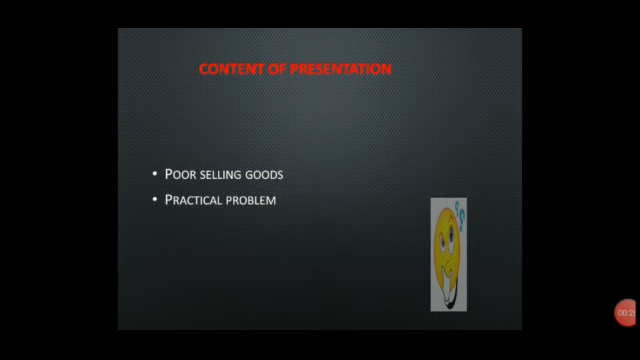 CONTENT OF PRESENTATION
• POOR SELLING GOODS
• PRACTICAL PROBLEM